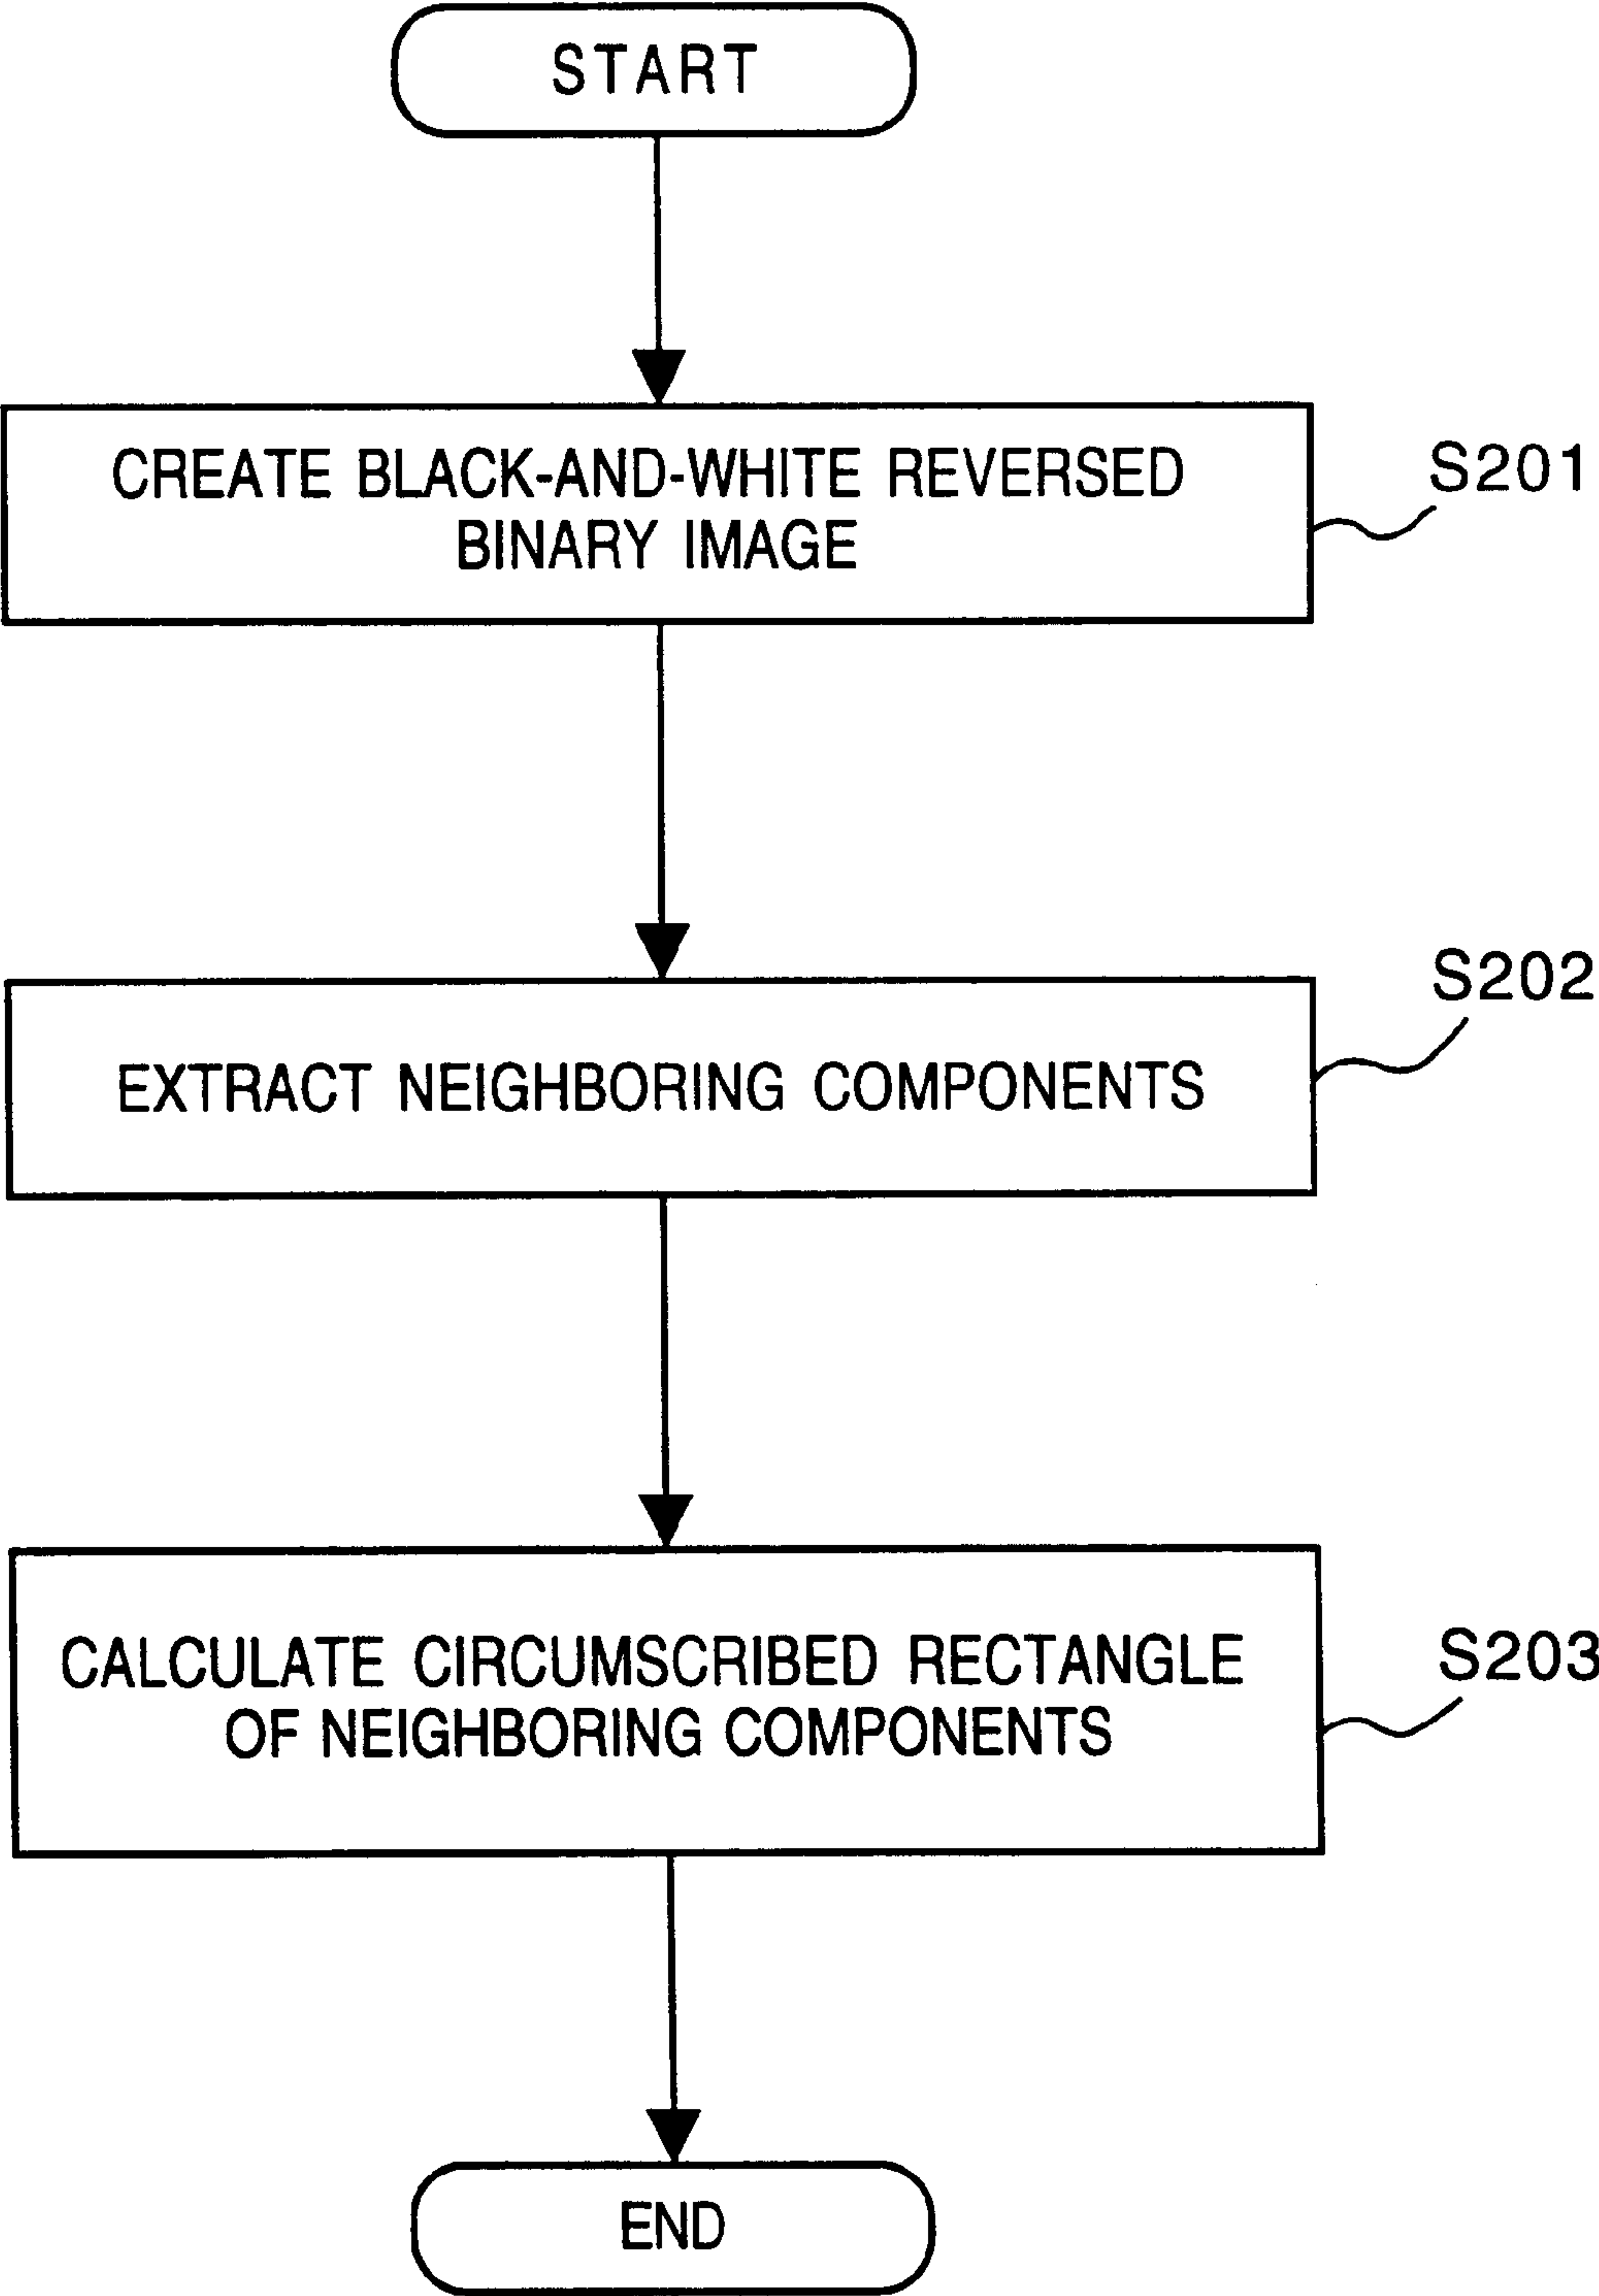 START
CREATE BLACK-AND-WHITE REVERSED
BINARY IMAGE
S201
EXTRACT NEIGHBORING COMPONENTS
S202
CALCULATE CIRCUMSCRIBED RECTANGLE
OF NEIGHBORING COMPONENTS
S203
END